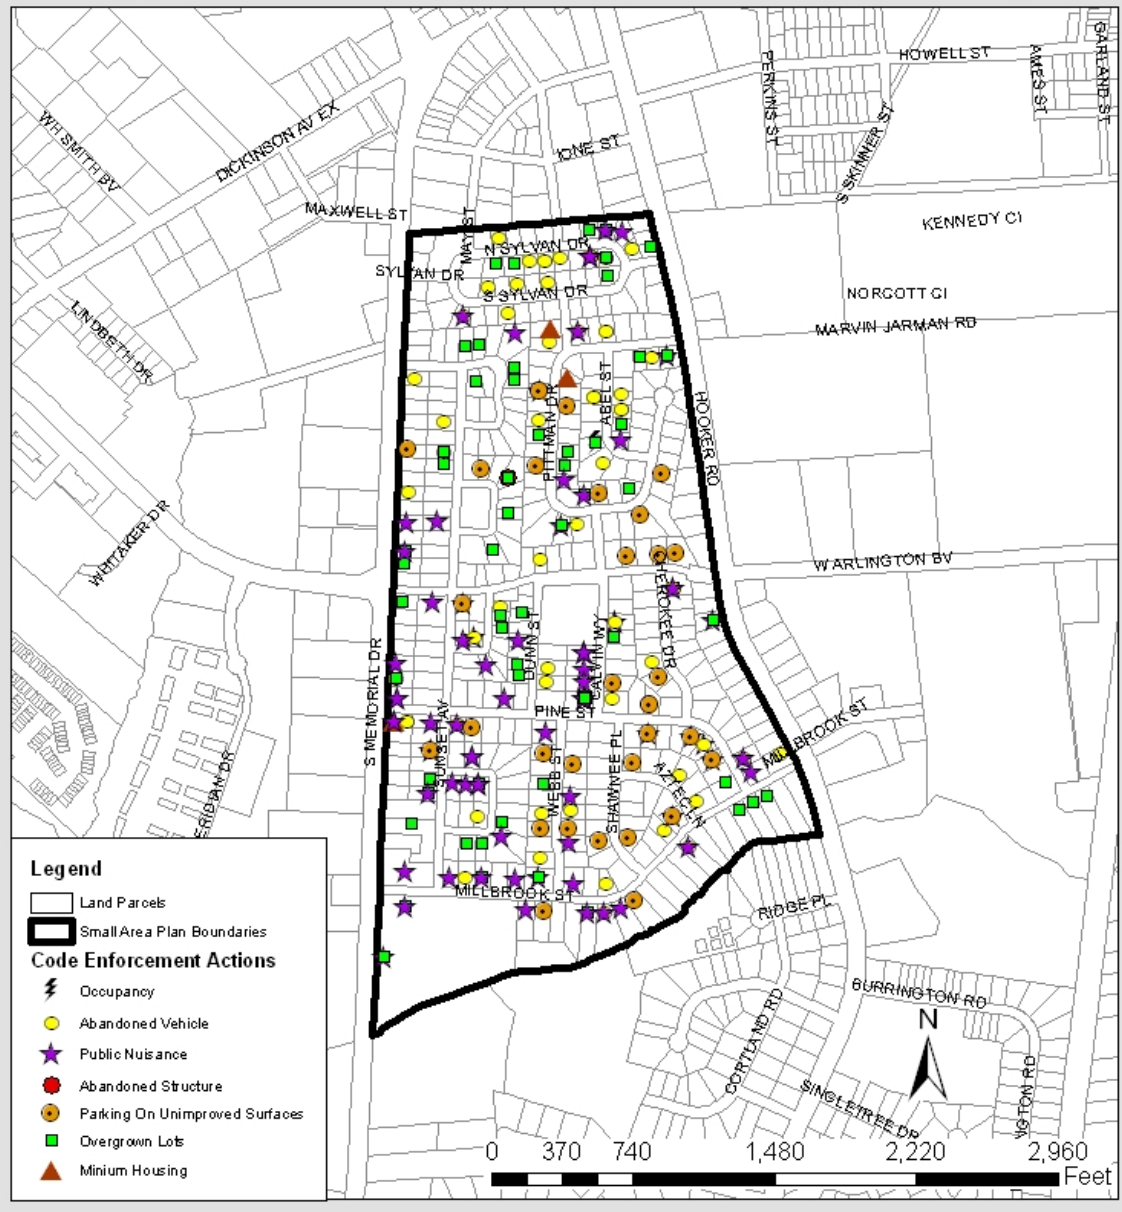 HOWELL ST
PERKINS ST
AMES ST
GARLAND ST
WH SMITH BV
DICKINSON AV EX
IONE ST
S SKINNER ST
MAXWELL ST
MAY ST
KENNEDY CI
N SYLVAN DR
SYLVAN DR
S SYLVAN DR
NORCOTT CI
MARVIN JARMAN RD
LINDBETH DR
ABEL ST
PITTMAN DR
HOOKER RD
WHITAKER DR
W ARLINGTON BV
CHEROKEE DR
DUNN ST
CALVIN WY
S MEMORIAL DR
PINE ST
SUNSET AV
MILLBROOK ST
WEBB ST
SHAWNEE PL
AZTEC LN
ERIDIAN DR
MILLBROOK ST
RIDGE PL
BURRINGTON RD
CORTLAND RD
SINGLETREE DR
NGTON RD
Legend
Land Parcels
Small Area Plan Boundaries
Code Enforcement Actions
Occupancy
Abandoned Vehicle
Public Nuisance
Abandoned Structure
Parking On Unimproved Surfaces
Overgrown Lots
Minium Housing
N
0 370 740 1,480 2,220 2,960
Feet